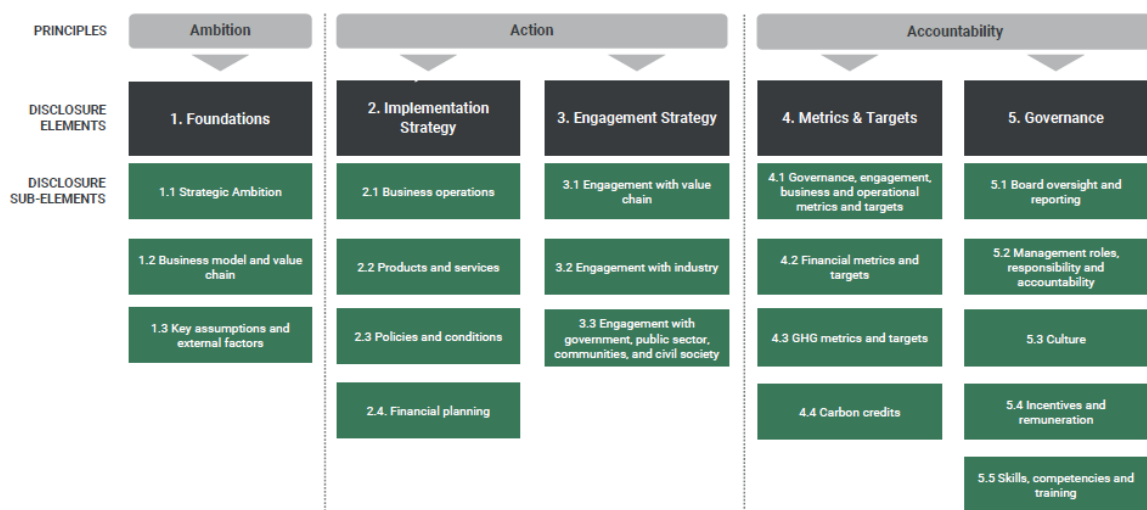 PRINCIPLES
Ambition
Action
Accountability
DISCLOSURE
ELEMENTS
1. Foundations
2. Implementation
Strategy
3. Engagement Strategy
4. Metrics & Targets
5. Governance
DISCLOSURE
SUB-ELEMENTS
1.1 Strategic Ambition
2.1 Business operations
3.1 Engagement with value
chain
4.1 Governance, engagement,
business and operational
metrics and targets
5.1 Board oversight and
reporting
1.2 Business model and value
chain
2.2 Products and services
3.2 Engagement with industry
4.2 Financial metrics and
targets
5.2 Management roles,
responsibility and
accountability
1.3 Key assumptions and
external factors
2.3 Policies and conditions
3.3 Engagement with
government, public sector,
communities, and civil society
4.3 GHG metrics and targets
5.3 Culture
2.4. Financial planning
4.4 Carbon credits
5.4 Incentives and
remuneration
5.5 Skills, competencies and
training